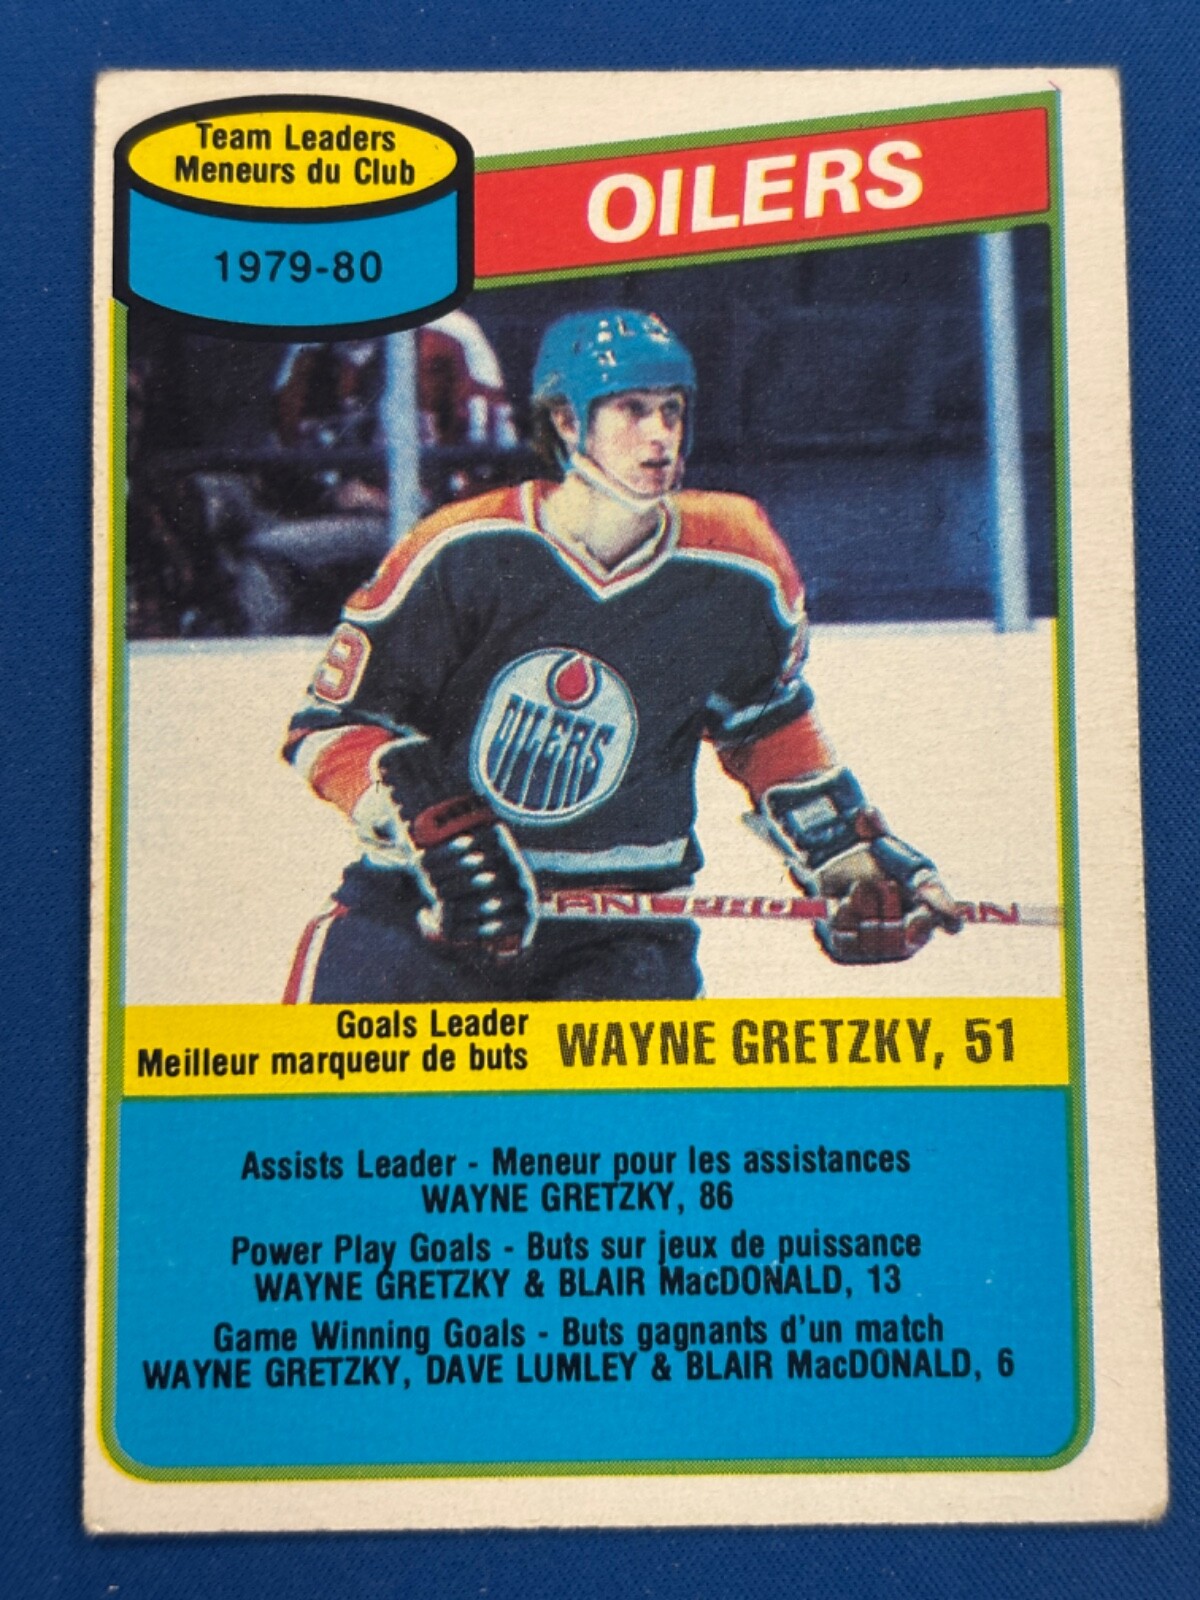 Team Leaders
Meneurs du Club
1979-80
OILERS
9
OILERS
PRO
Goals Leader
Meilleur marqueur de buts
WAYNE GRETZKY, 51
Assists Leader - Meneur pour les assistances
WAYNE GRETZKY, 86
Power Play Goals - Buts sur jeux de puissance
WAYNE GRETZKY & BLAIR MacDONALD, 13
Game Winning Goals - Buts gagnants d'un match
WAYNE GRETZKY, DAVE LUMLEY & BLAIR MacDONALD, 6